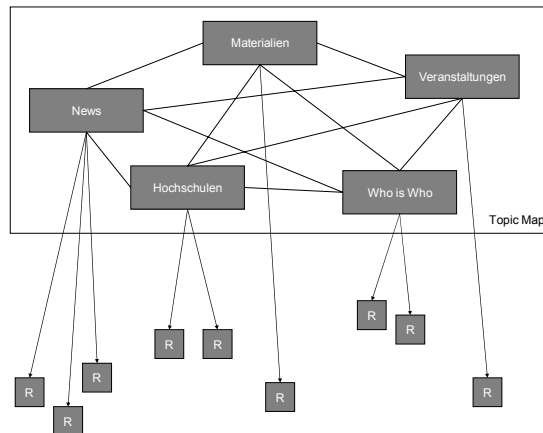 Materialien
Veranstaltungen
News
Hochschulen
Who is Who
Topic Map
R
R
R
R
R
R
R
R
R